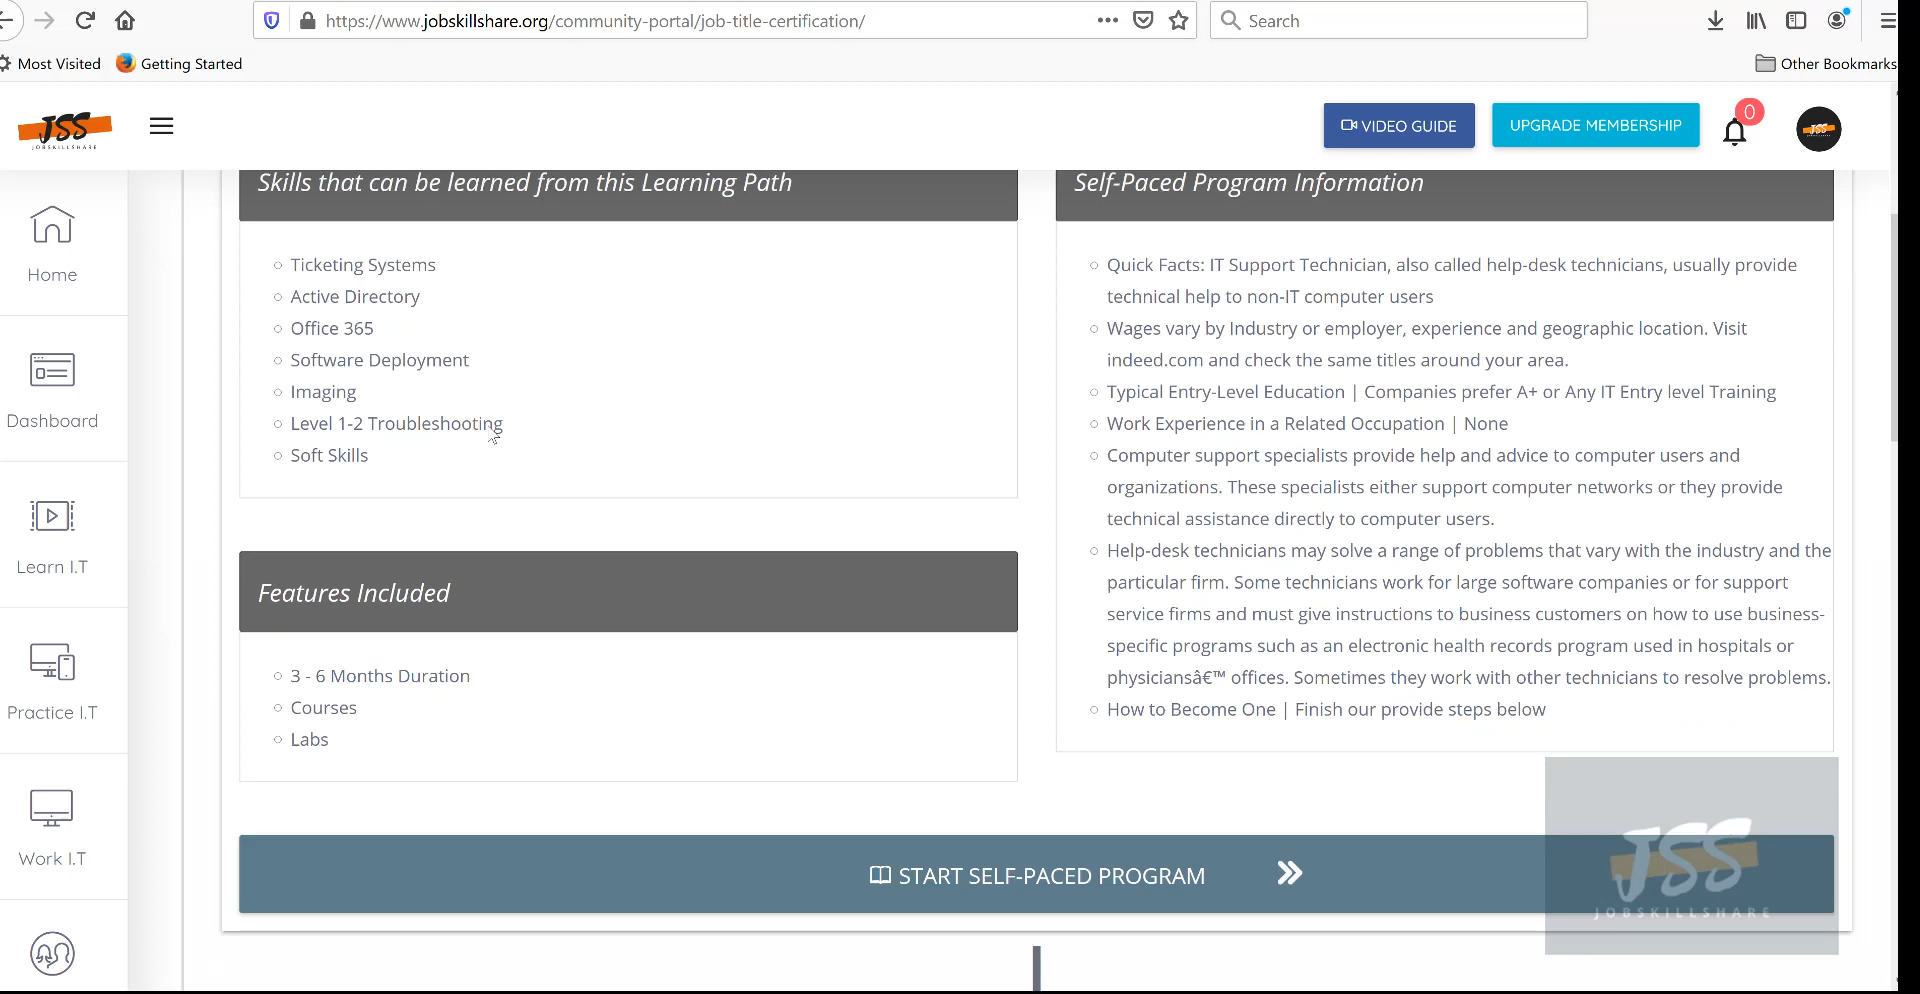 https://www.jobskillshare.org/community-portal/job-title-certification/
Search
Most Visited
Getting Started
Other Bookmarks
JSS
JOBSKILLSHARE
VIDEO GUIDE
UPGRADE MEMBERSHIP
0
Home
Dashboard
Learn I.T
Practice I.T
Work I.T
Skills that can be learned from this Learning Path
Ticketing Systems
Active Directory
Office 365
Software Deployment
Imaging
Level 1-2 Troubleshooting
Soft Skills
Features Included
3 - 6 Months Duration
Courses
Labs
Self-Paced Program Information
Quick Facts: IT Support Technician, also called help-desk technicians, usually provide
technical help to non-IT computer users
Wages vary by Industry or employer, experience and geographic location. Visit
indeed.com and check the same titles around your area.
Typical Entry-Level Education | Companies prefer A+ or Any IT Entry level Training
Work Experience in a Related Occupation | None
Computer support specialists provide help and advice to computer users and
organizations. These specialists either support computer networks or they provide
technical assistance directly to computer users.
Help-desk technicians may solve a range of problems that vary with the industry and the
particular firm. Some technicians work for large software companies or for support
service firms and must give instructions to business customers on how to use business-
specific programs such as an electronic health records program used in hospitals or
physiciansâ€™ offices. Sometimes they work with other technicians to resolve problems.
How to Become One | Finish our provide steps below
START SELF-PACED PROGRAM
JSS
JOBSKILLSHARE